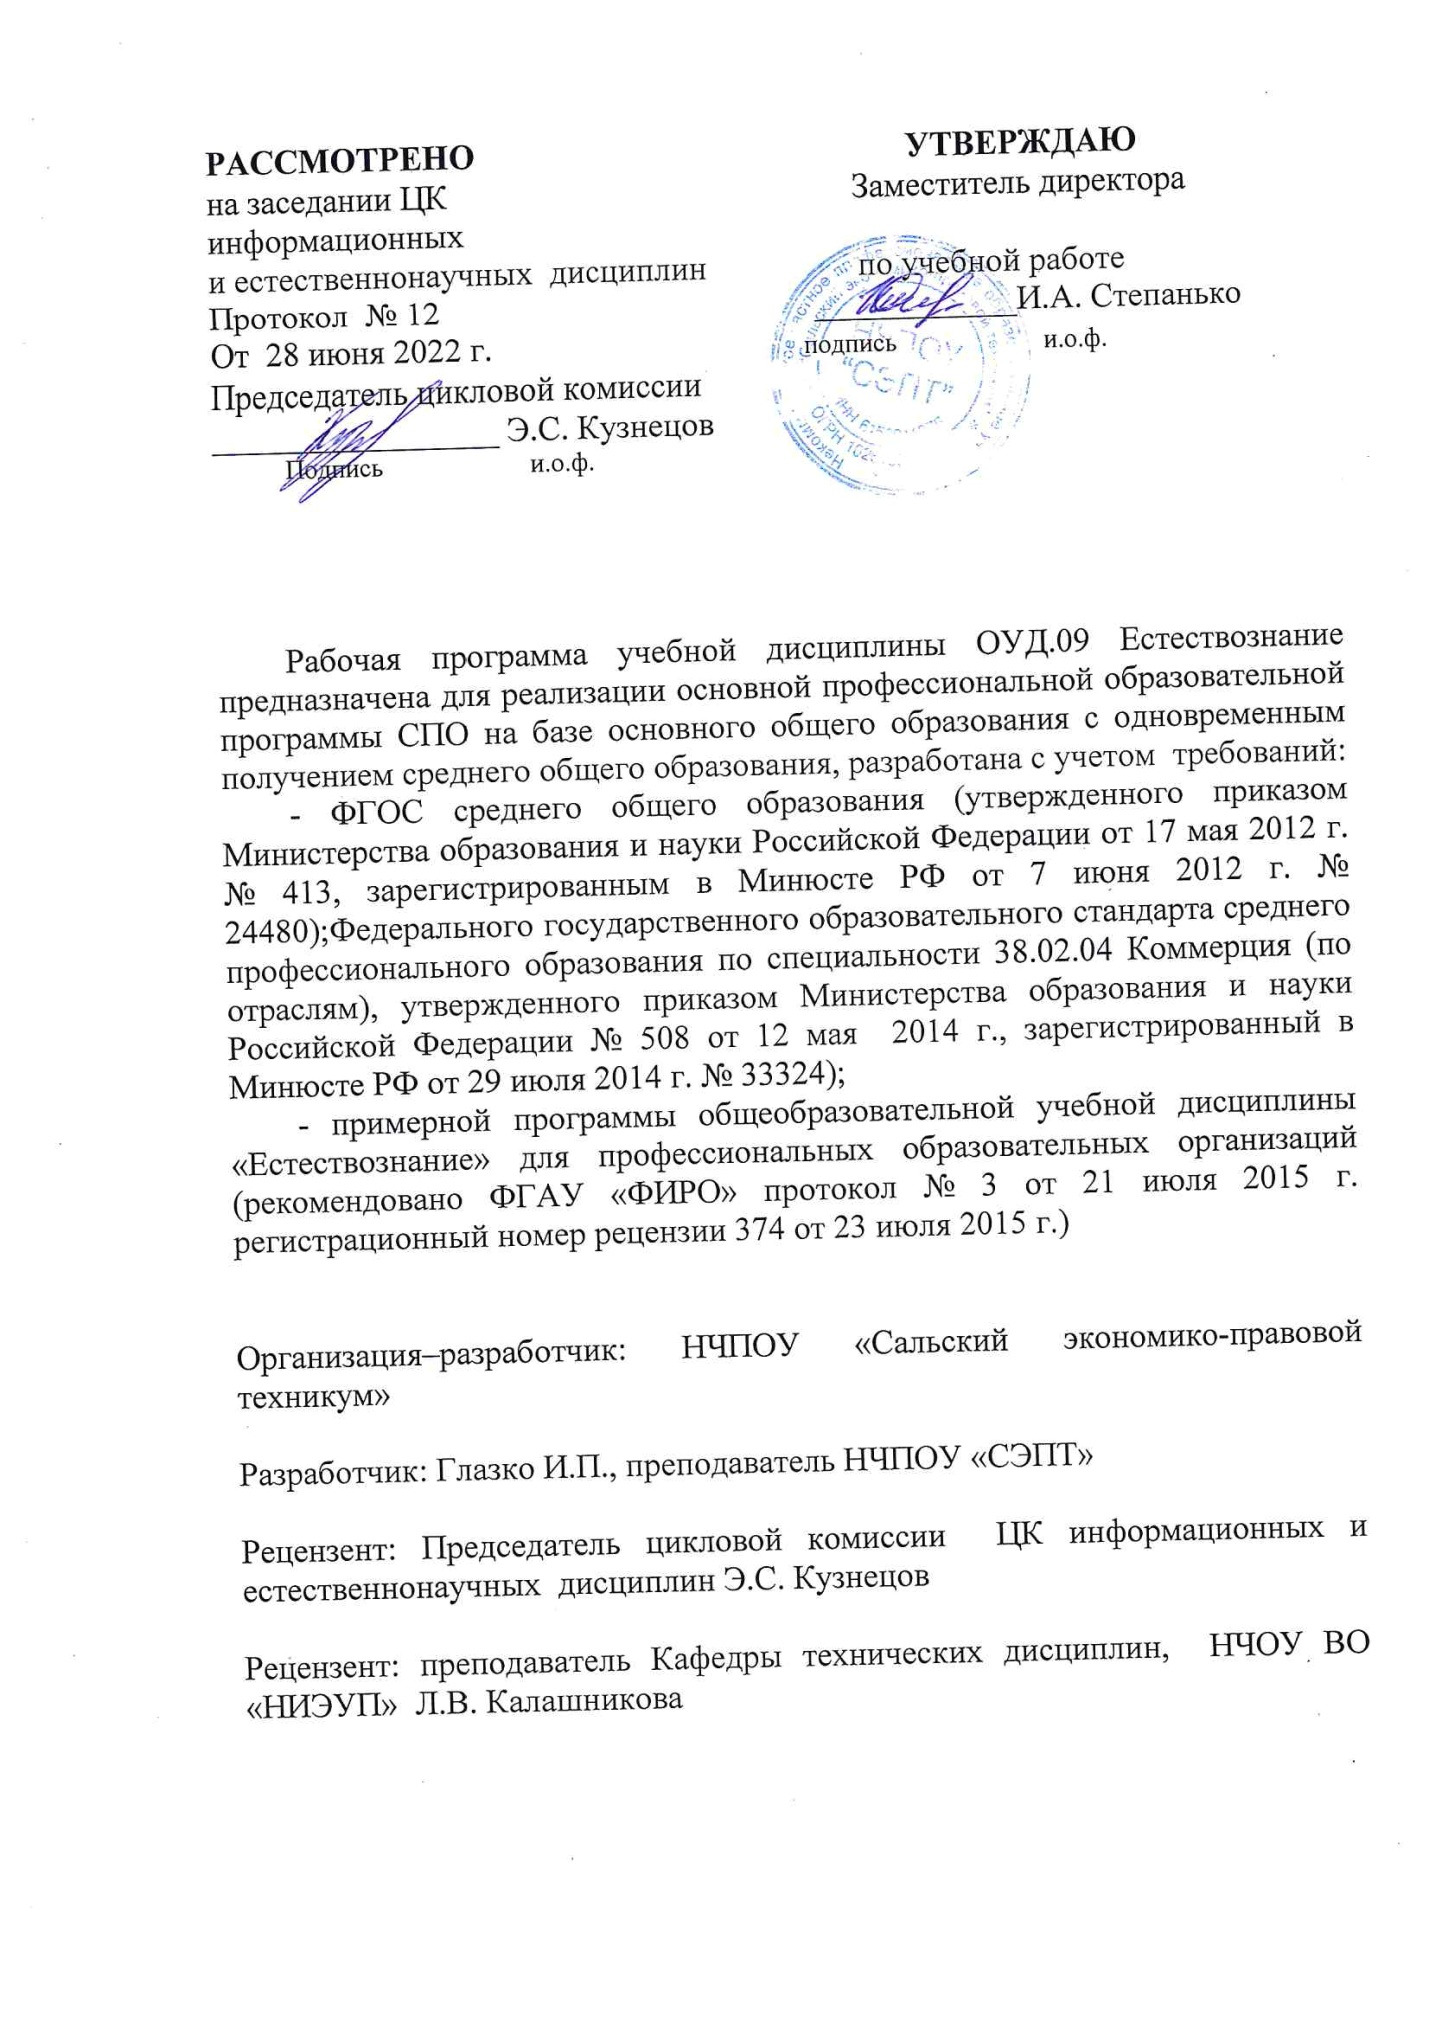 РАССМОТРЕНО
на заседании ЦК
информационных
и естественнонаучных дисциплин
Протокол № 12
От 28 июня 2022 г.
Председатель цикловой комиссии
Э.С. Кузнецов
Подпись и.о.ф.
УТВЕРЖДАЮ
Заместитель директора
по учебной работе
И.А. Степанько
подпись и.о.ф.
НЧПОУ
"СЭПТ"
Рабочая программа учебной дисциплины ОУД.09 Естествознание
предназначена для реализации основной профессиональной образовательной
программы СПО на базе основного общего образования с одновременным
получением среднего общего образования, разработана с учетом требований:
- ФГОС среднего общего образования (утвержденного приказом
Министерства образования и науки Российской Федерации от 17 мая 2012 г.
№ 413, зарегистрированным в Минюсте РФ от 7 июня 2012 г. №
24480);Федерального государственного образовательного стандарта среднего
профессионального образования по специальности 38.02.04 Коммерция (по
отраслям), утвержденного приказом Министерства образования и науки
Российской Федерации № 508 от 12 мая 2014 г., зарегистрированный в
Минюсте РФ от 29 июля 2014 г. № 33324);
- примерной программы общеобразовательной учебной дисциплины
«Естествознание» для профессиональных образовательных организаций
(рекомендовано ФГАУ «ФИРО» протокол № 3 от 21 июля 2015 г.
регистрационный номер рецензии 374 от 23 июля 2015 г.)
Организация–разработчик: НЧПОУ «Сальский экономико-правовой
техникум»
Разработчик: Глазко И.П., преподаватель НЧПОУ «СЭПТ»
Рецензент: Председатель цикловой комиссии ЦК информационных и
естественнонаучных дисциплин Э.С. Кузнецов
Рецензент: преподаватель Кафедры технических дисциплин, НЧОУ ВО
«НИЭУП» Л.В. Калашникова